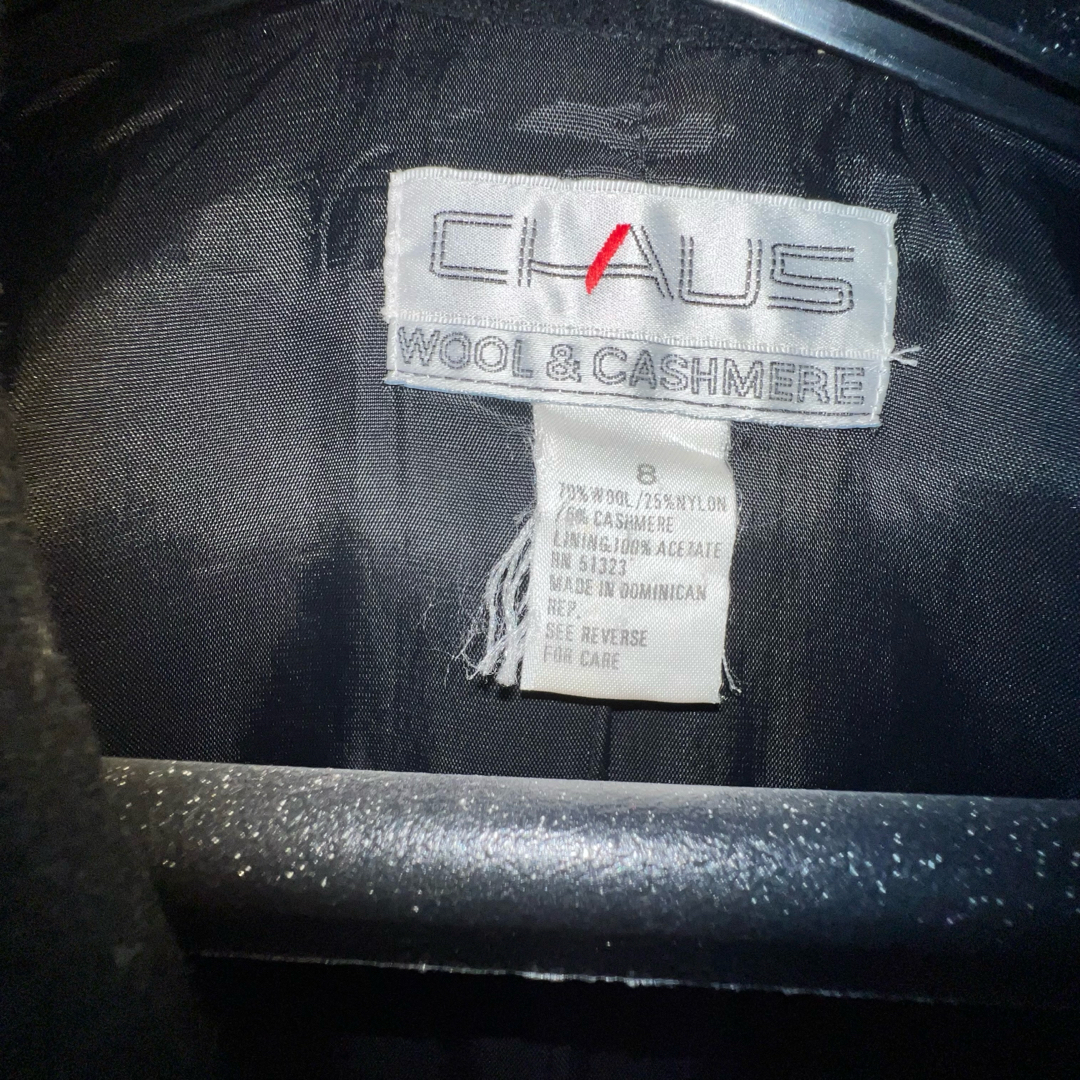 CHAUS
WOOL & CASHMERE
8
70% WOOL/25%NYLON
/5% CASHMERE
LINING:100% ACETATE
RN 51323
MADE IN DOMINICAN
REP.
SEE REVERSE
FOR CARE